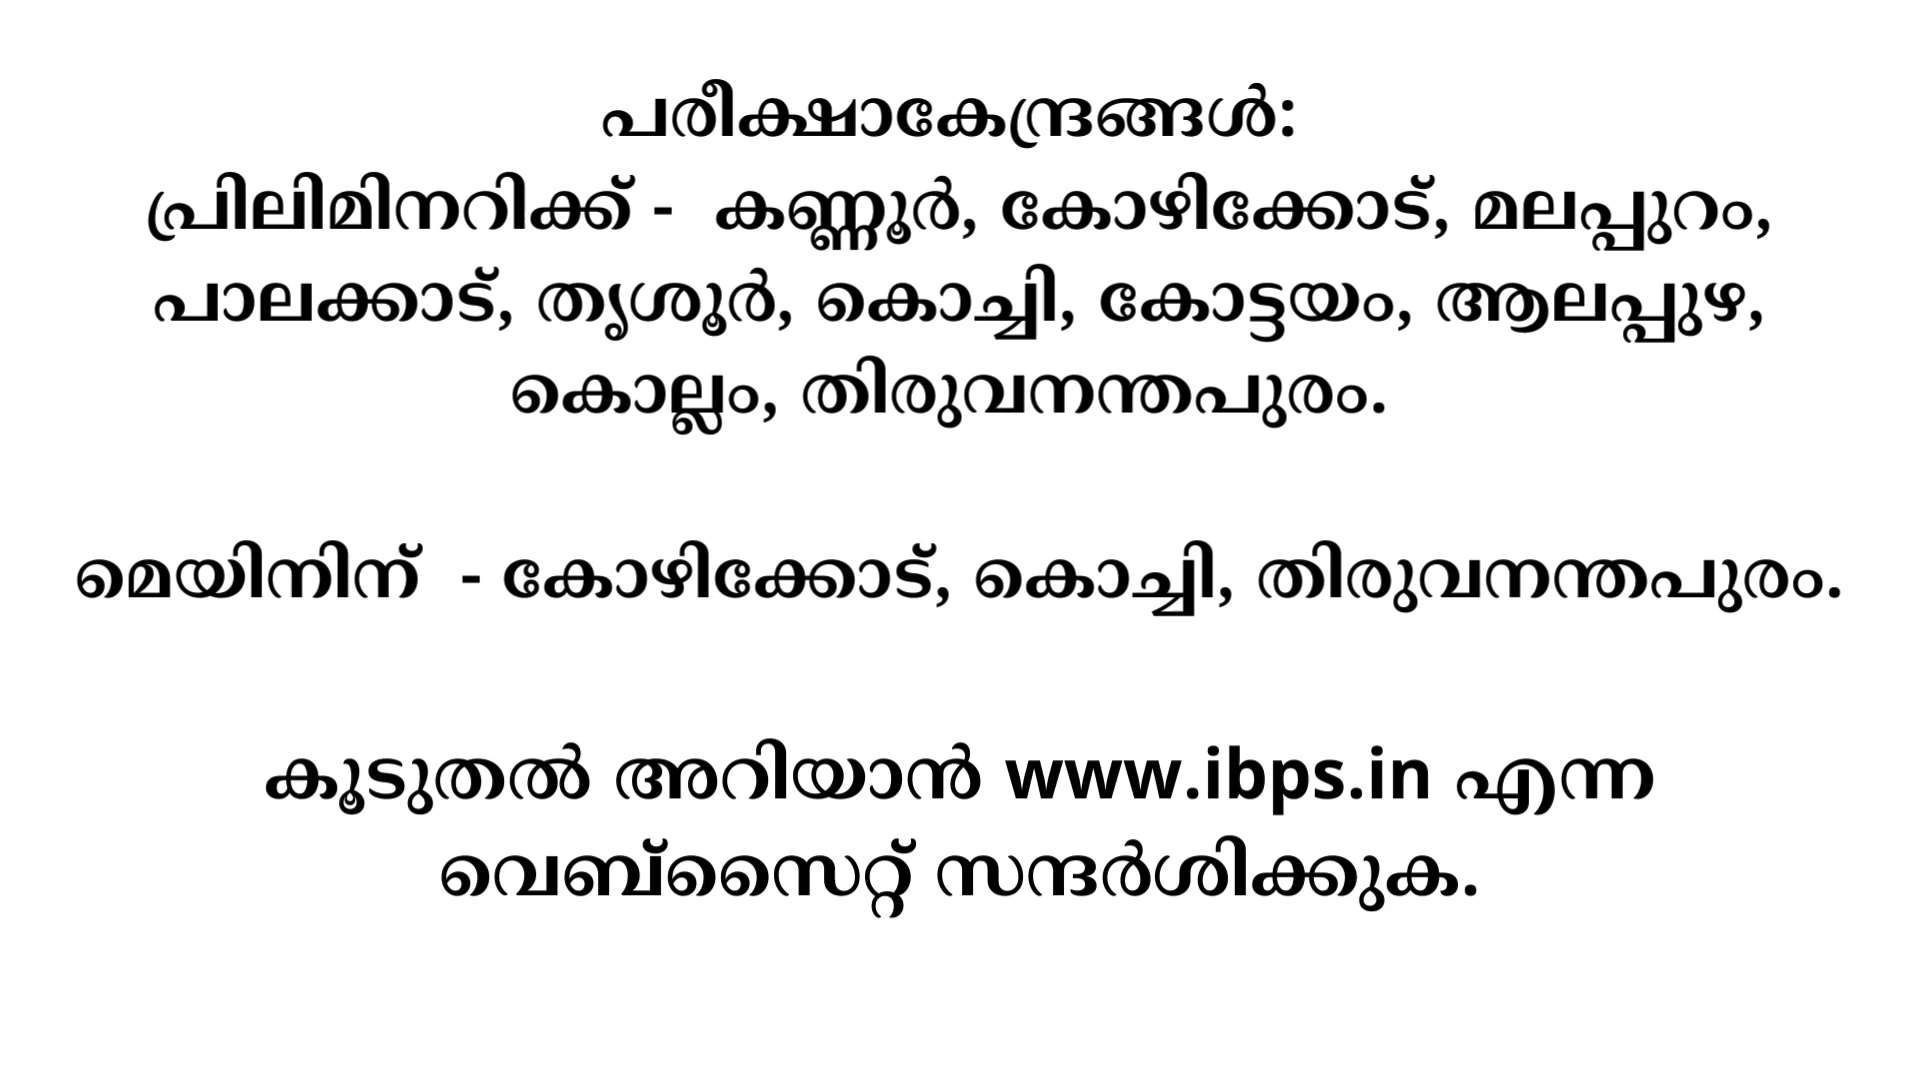 പരീക്ഷാകേന്ദ്രങ്ങൾ:
പ്രിലിമിനറിക്ക് - കണ്ണൂർ, കോഴിക്കോട്, മലപ്പുറം,
പാലക്കാട്, തൃശൂർ, കൊച്ചി, കോട്ടയം, ആലപ്പുഴ,
കൊല്ലം, തിരുവനന്തപുരം.
മെയിനിന് - കോഴിക്കോട്, കൊച്ചി, തിരുവനന്തപുരം.
കൂടുതൽ അറിയാൻ www.ibps.in എന്ന
വെബ്സൈറ്റ് സന്ദർശിക്കുക.